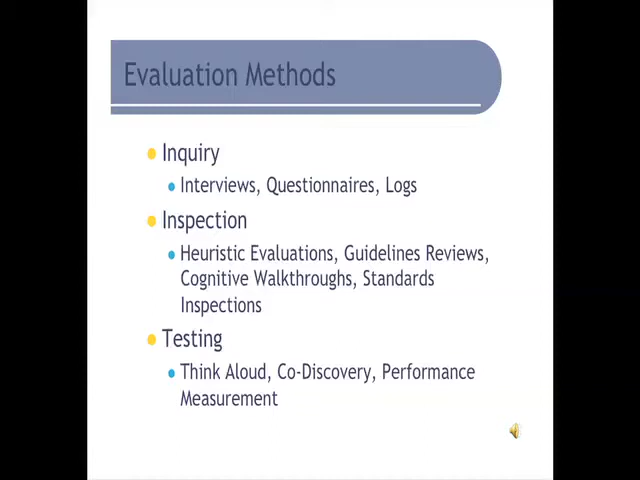 Evaluation Methods
Inquiry
Interviews, Questionnaires, Logs
Inspection
Heuristic Evaluations, Guidelines Reviews,
Cognitive Walkthroughs, Standards
Inspections
Testing
Think Aloud, Co-Discovery, Performance
Measurement